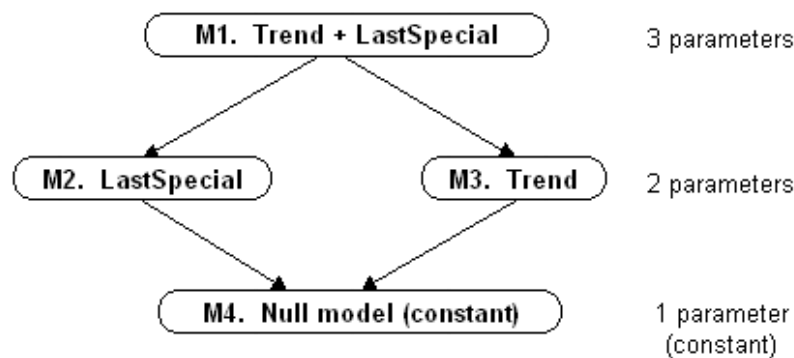 M1. Trend + LastSpecial
3 parameters
M2. LastSpecial
M3. Trend
2 parameters
M4. Null model (constant)
1 parameter
(constant)